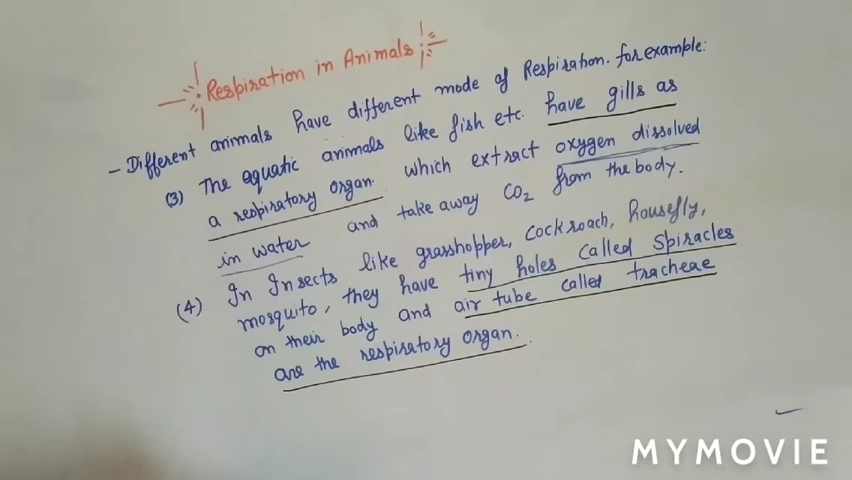 Respiration in Animals
- Different animals have different mode of Respiration. for example:
(3) The aquatic animals like fish etc. have gills as
a respiratory organ. which extract oxygen dissolved
in water and take away CO2 from the body.
(4) In Insects like grasshopper, cockroach, housefly,
mosquito, they have tiny holes called Spiracles
on their body and air tube called tracheae
are the respiratory organ.
MYMOVIE